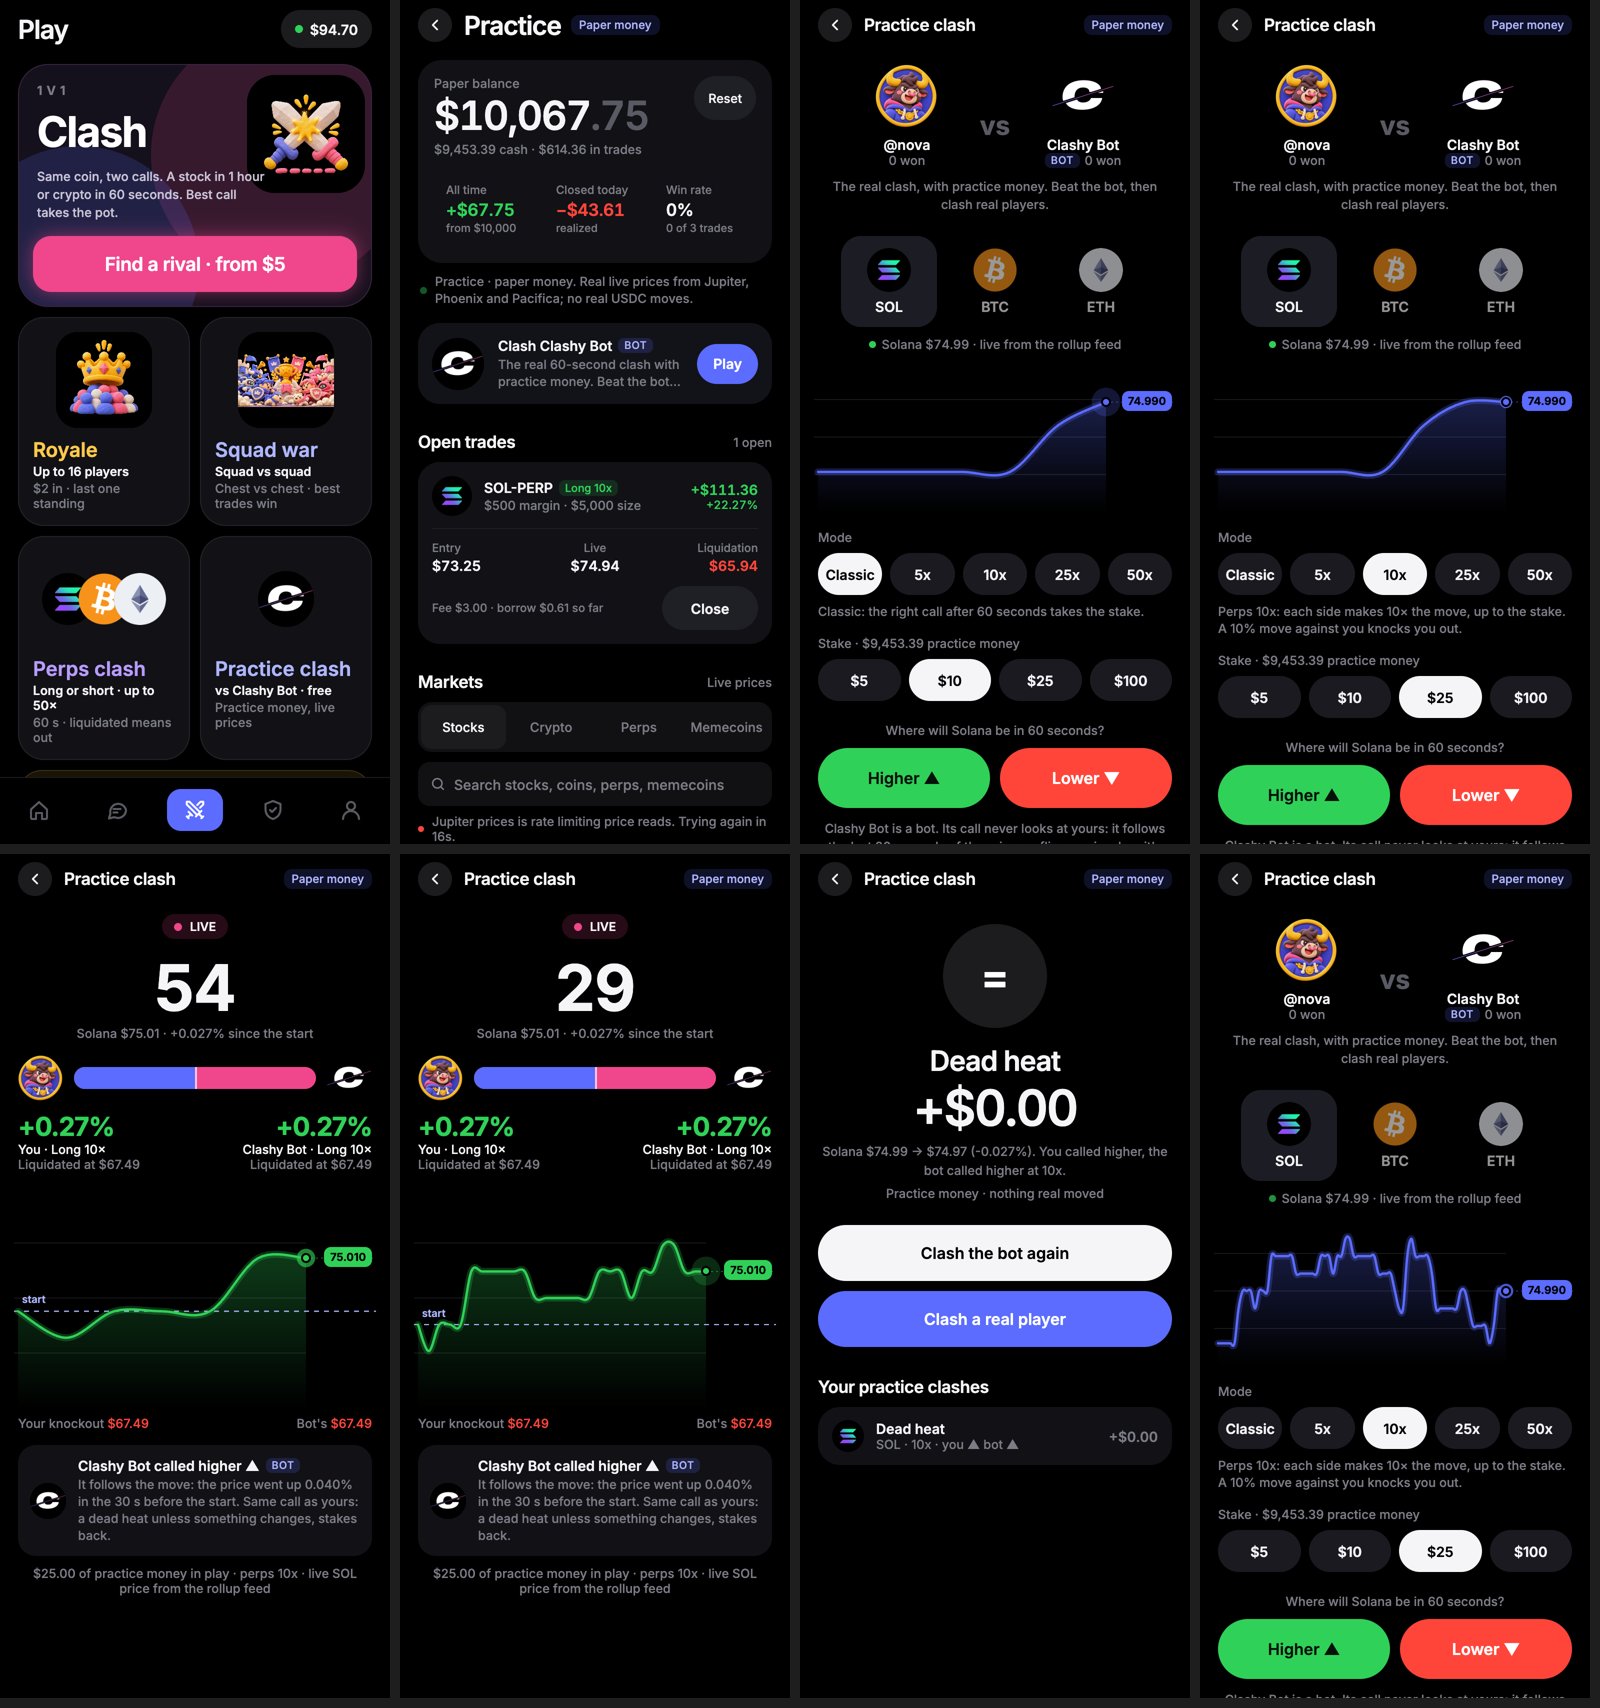 Play
$94.70
1 V 1
Clash
Same coin, two calls. A stock in 1 hour
or crypto in 60 seconds. Best call
takes the pot.
Find a rival · from $5
Royale
Up to 16 players
$2 in · last one
standing
Squad war
Squad vs squad
Chest vs chest · best
trades win
Perps clash
Long or short · up to
50×
60 s · liquidated means
out
Practice clash
vs Clashy Bot · free
Practice money, live
prices
Practice
Paper money
Paper balance
$10,067.75
Reset
$9,453.39 cash · $614.36 in trades
All time
+$67.75
from $10,000
Closed today
−$43.61
realized
Win rate
0%
0 of 3 trades
Practice · paper money. Real live prices from Jupiter,
Phoenix and Pacifica; no real USDC moves.
Clash Clashy Bot BOT
The real 60-second clash with
practice money. Beat the bot...
Play
Open trades
1 open
SOL-PERP Long 10x
$500 margin · $5,000 size
+$111.36
+22.27%
Entry
$73.25
Live
$74.94
Liquidation
$65.94
Fee $3.00 · borrow $0.61 so far
Close
Markets
Live prices
Stocks
Crypto
Perps
Memecoins
Search stocks, coins, perps, memecoins
Jupiter prices is rate limiting price reads. Trying again in
16s.
Practice clash
Paper money
@nova
0 won
VS
Clashy Bot
BOT 0 won
The real clash, with practice money. Beat the bot, then
clash real players.
SOL
BTC
ETH
Solana $74.99 · live from the rollup feed
74.990
Mode
Classic
5x
10x
25x
50x
Classic: the right call after 60 seconds takes the stake.
Stake · $9,453.39 practice money
$5
$10
$25
$100
Where will Solana be in 60 seconds?
Higher ▲
Lower ▼
Clashy Bot is a bot. Its call never looks at yours: it follows
Practice clash
Paper money
@nova
0 won
VS
Clashy Bot
BOT 0 won
The real clash, with practice money. Beat the bot, then
clash real players.
SOL
BTC
ETH
Solana $74.99 · live from the rollup feed
74.990
Mode
Classic
5x
10x
25x
50x
Perps 10x: each side makes 10× the move, up to the stake.
A 10% move against you knocks you out.
Stake · $9,453.39 practice money
$5
$10
$25
$100
Where will Solana be in 60 seconds?
Higher ▲
Lower ▼
Practice clash
Paper money
LIVE
54
Solana $75.01 · +0.027% since the start
+0.27%
You · Long 10×
Liquidated at $67.49
+0.27%
Clashy Bot · Long 10×
Liquidated at $67.49
75.010
start
Your knockout $67.49
Bot's $67.49
Clashy Bot called higher ▲ BOT
It follows the move: the price went up 0.040%
in the 30 s before the start. Same call as yours:
a dead heat unless something changes, stakes
back.
$25.00 of practice money in play · perps 10x · live SOL
price from the rollup feed
Practice clash
Paper money
LIVE
29
Solana $75.01 · +0.027% since the start
+0.27%
You · Long 10×
Liquidated at $67.49
+0.27%
Clashy Bot · Long 10×
Liquidated at $67.49
75.010
start
Your knockout $67.49
Bot's $67.49
Clashy Bot called higher ▲ BOT
It follows the move: the price went up 0.040%
in the 30 s before the start. Same call as yours:
a dead heat unless something changes, stakes
back.
$25.00 of practice money in play · perps 10x · live SOL
price from the rollup feed
Practice clash
Paper money
=
Dead heat
+$0.00
Solana $74.99 → $74.97 (-0.027%). You called higher, the
bot called higher at 10x.
Practice money · nothing real moved
Clash the bot again
Clash a real player
Your practice clashes
Dead heat
SOL · 10x · you ▲ bot ▲
+$0.00
Practice clash
Paper money
@nova
0 won
VS
Clashy Bot
BOT 0 won
The real clash, with practice money. Beat the bot, then
clash real players.
SOL
BTC
ETH
Solana $74.99 · live from the rollup feed
74.990
Mode
Classic
5x
10x
25x
50x
Perps 10x: each side makes 10× the move, up to the stake.
A 10% move against you knocks you out.
Stake · $9,453.39 practice money
$5
$10
$25
$100
Where will Solana be in 60 seconds?
Higher ▲
Lower ▼